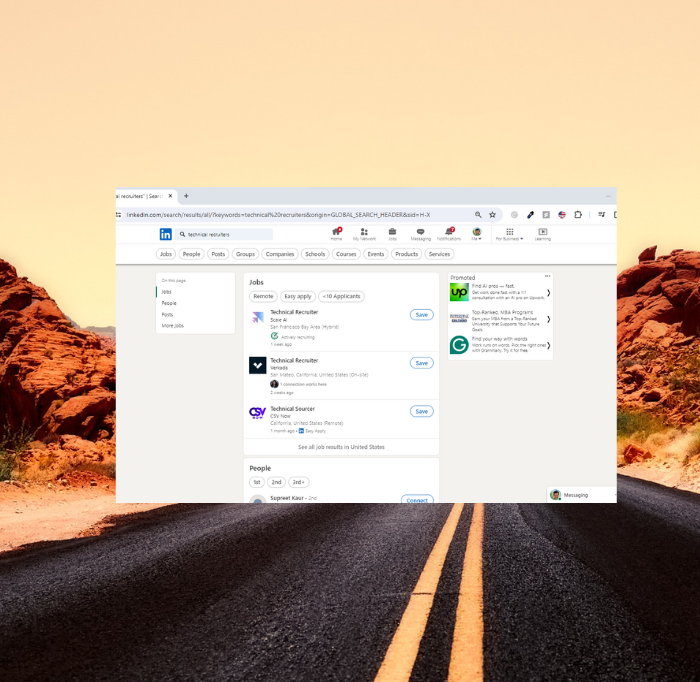 al recruiters" | Sear
linkedin.com/search/results/all/?keywords=technical%20recruiters&origin=GLOBAL_SEARCH_HEADER&sid=H-X
in
technical recruiters
Home
My Network
Jobs
Messaging
Notifications
Me
For Business
Learning
Jobs
People
Posts
Groups
Companies
Schools
Courses
Events
Products
Services
On this page
Jobs
People
Posts
More Jobs
Jobs
Remote
Easy apply
<10 Applicants
Technical Recruiter
Scale AI
San Francisco Bay Area (Hybrid)
Actively recruiting
1 week ago
Save
Technical Recruiter
Verkada
San Mateo, California, United States (On-site)
1 connection works here
2 weeks ago
Save
CSV
NOW
Technical Sourcer
CSV Now
California, United States (Remote)
1 month ago • in Easy Apply
Save
See all job results in United States
People
1st
2nd
3rd+
Supreet Kaur • 2nd
Connect
Promoted
up
Find AI pros — fast.
Get work done fast with a 1:1
consultation with an AI pro on Upwork.
Top-Ranked, MBA Programs
Earn your MBA from a Top-Ranked
University that Supports Your Future
Goals.
G
find your way with words
Work runs on words. Pick the right ones
with Grammarly. Try it for free.
Messaging